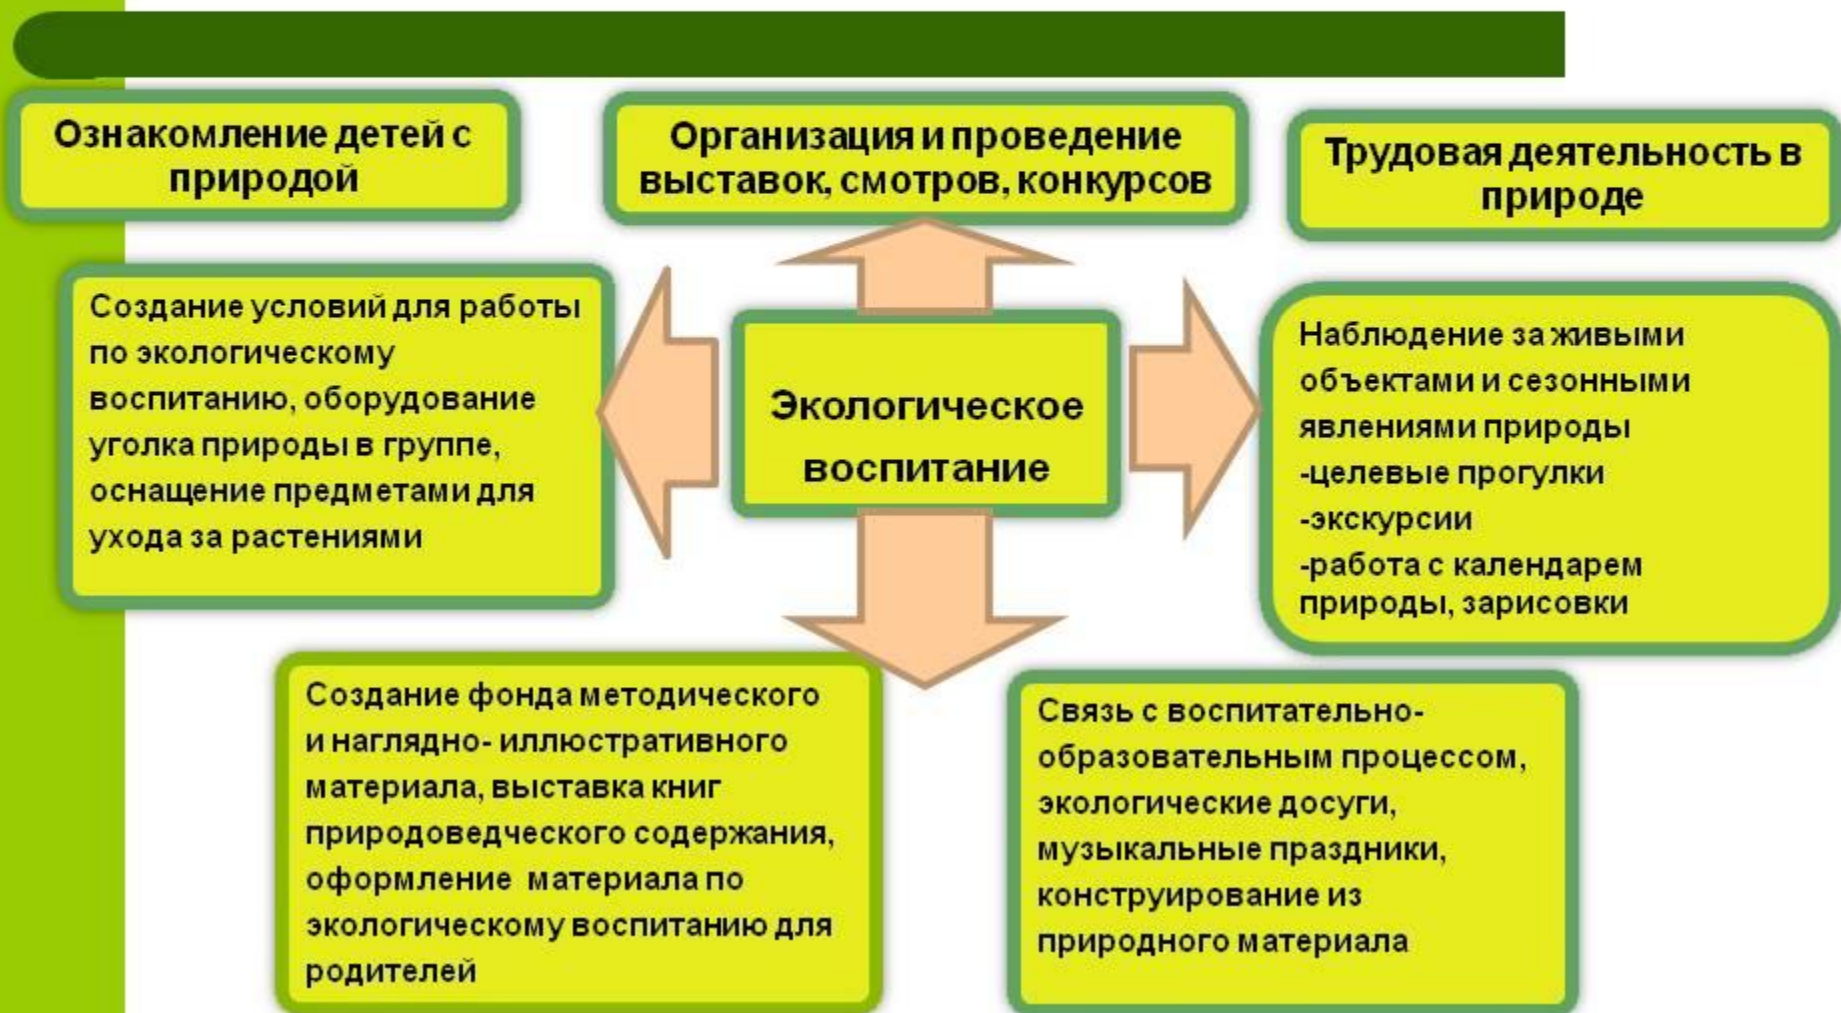 Ознакомление детей с
природой
Организация и проведение
выставок, смотров, конкурсов
Трудовая деятельность в
природе
Создание условий для работы
по экологическому
воспитанию, оборудование
уголка природы в группе,
оснащение предметами для
ухода за растениями
Экологическое
воспитание
Наблюдение за живыми
объектами и сезонными
явлениями природы
-целевые прогулки
-экскурсии
-работа с календарем
природы, зарисовки
Создание фонда методического
и наглядно- иллюстративного
материала, выставка книг
природоведческого содержания,
оформление материала по
экологическому воспитанию для
родителей
Связь с воспитательно-
образовательным процессом,
экологические досуги,
музыкальные праздники,
конструирование из
природного материала